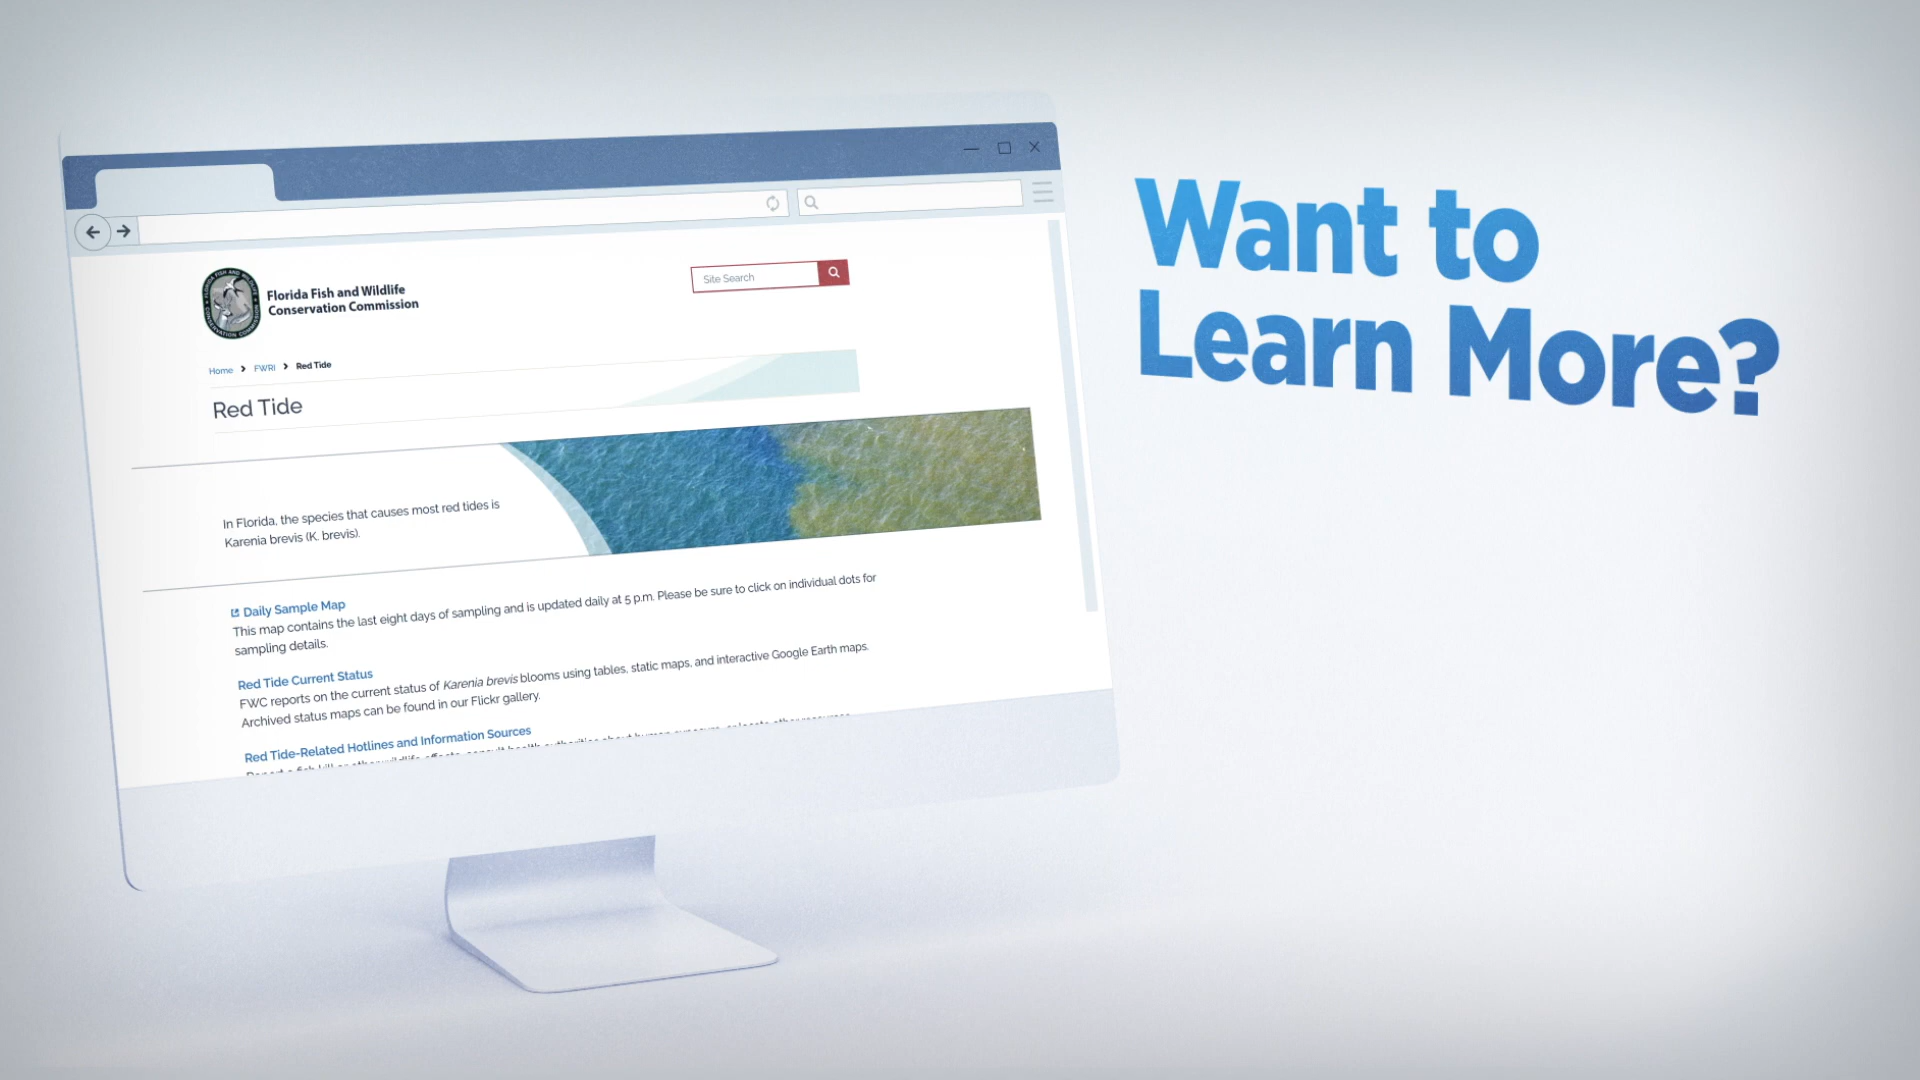 Want to
Learn More?
Florida Fish and Wildlife
Conservation Commission
Site Search
Home > FWRI > Red Tide
Red Tide
In Florida, the species that causes most red tides is
Karenia brevis (K. brevis).
Daily Sample Map
This map contains the last eight days of sampling and is updated daily at 5 p.m. Please be sure to click on individual dots for
sampling details.
Red Tide Current Status
FWC reports on the current status of Karenia brevis blooms using tables, static maps, and interactive Google Earth maps.
Archived status maps can be found in our Flickr gallery.
Red Tide-Related Hotlines and Information Sources